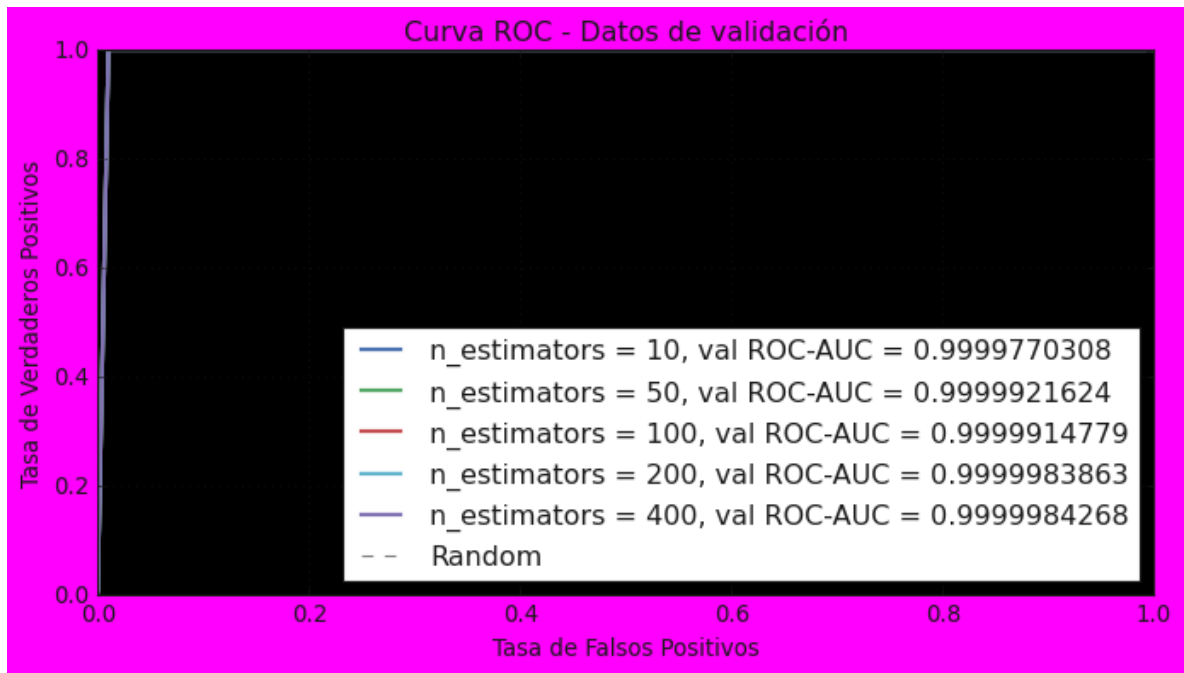 Curva ROC - Datos de validación
1.0
0.8
0.6
0.4
0.2
0.0
Tasa de Verdaderos Positivos
n_estimators = 10, val ROC-AUC = 0.9999770308
n_estimators = 50, val ROC-AUC = 0.9999921624
n_estimators = 100, val ROC-AUC = 0.9999914779
n_estimators = 200, val ROC-AUC = 0.9999983863
n_estimators = 400, val ROC-AUC = 0.9999984268
Random
0.0 0.2 0.4 0.6 0.8 1.0
Tasa de Falsos Positivos